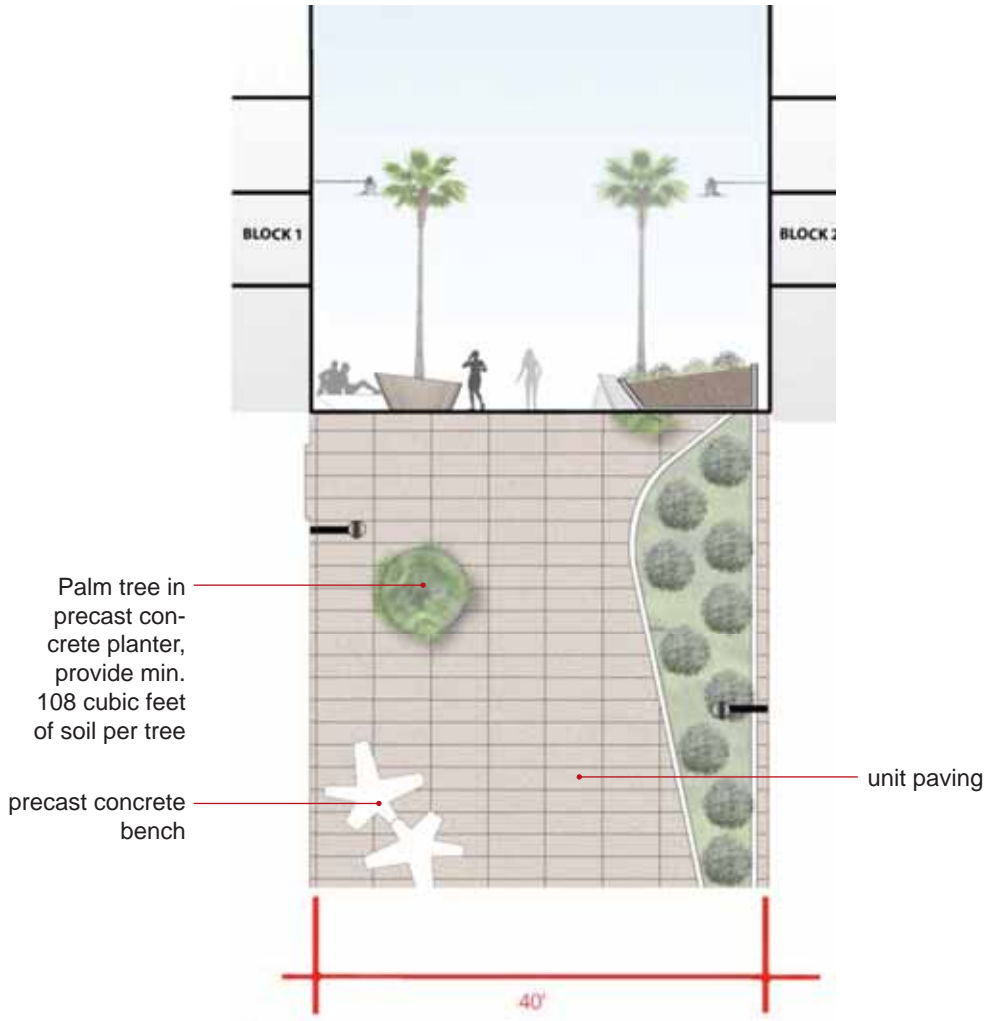 BLOCK 1
BLOCK 2
Palm tree in
precast con-
crete planter,
provide min.
108 cubic feet
of soil per tree
precast concrete
bench
unit paving
40'